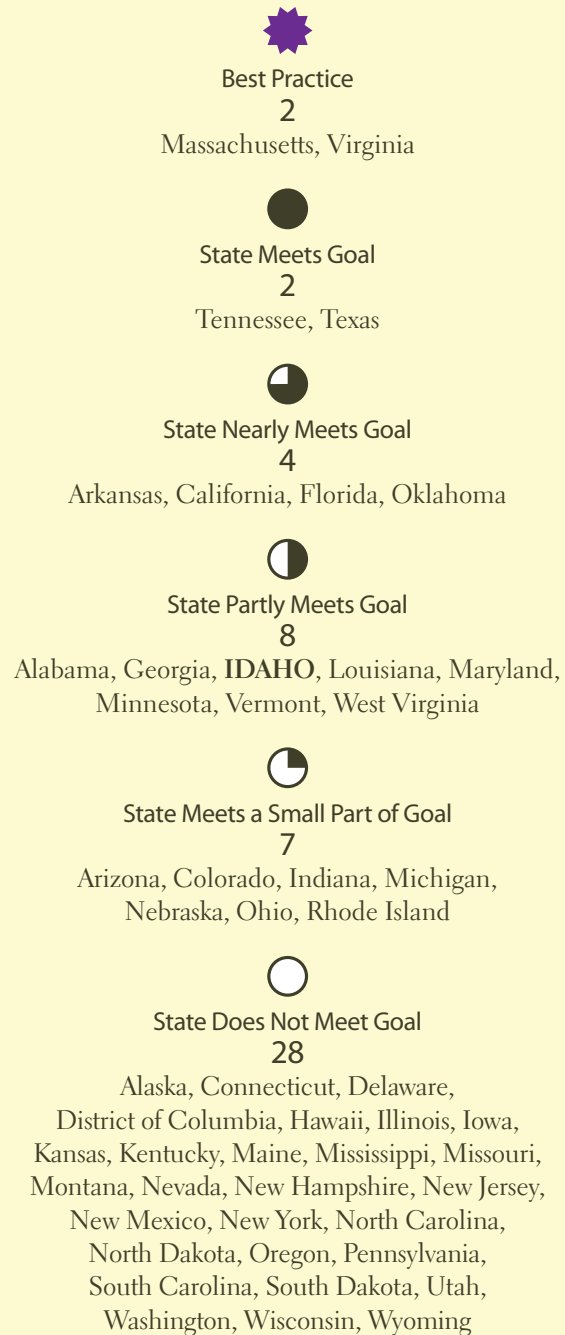 Best Practice
2
Massachusetts, Virginia
State Meets Goal
2
Tennessee, Texas
State Nearly Meets Goal
4
Arkansas, California, Florida, Oklahoma
State Partly Meets Goal
8
Alabama, Georgia, IDAHO, Louisiana, Maryland,
Minnesota, Vermont, West Virginia
State Meets a Small Part of Goal
7
Arizona, Colorado, Indiana, Michigan,
Nebraska, Ohio, Rhode Island
State Does Not Meet Goal
28
Alaska, Connecticut, Delaware,
District of Columbia, Hawaii, Illinois, Iowa,
Kansas, Kentucky, Maine, Mississippi, Missouri,
Montana, Nevada, New Hampshire, New Jersey,
New Mexico, New York, North Carolina,
North Dakota, Oregon, Pennsylvania,
South Carolina, South Dakota, Utah,
Washington, Wisconsin, Wyoming